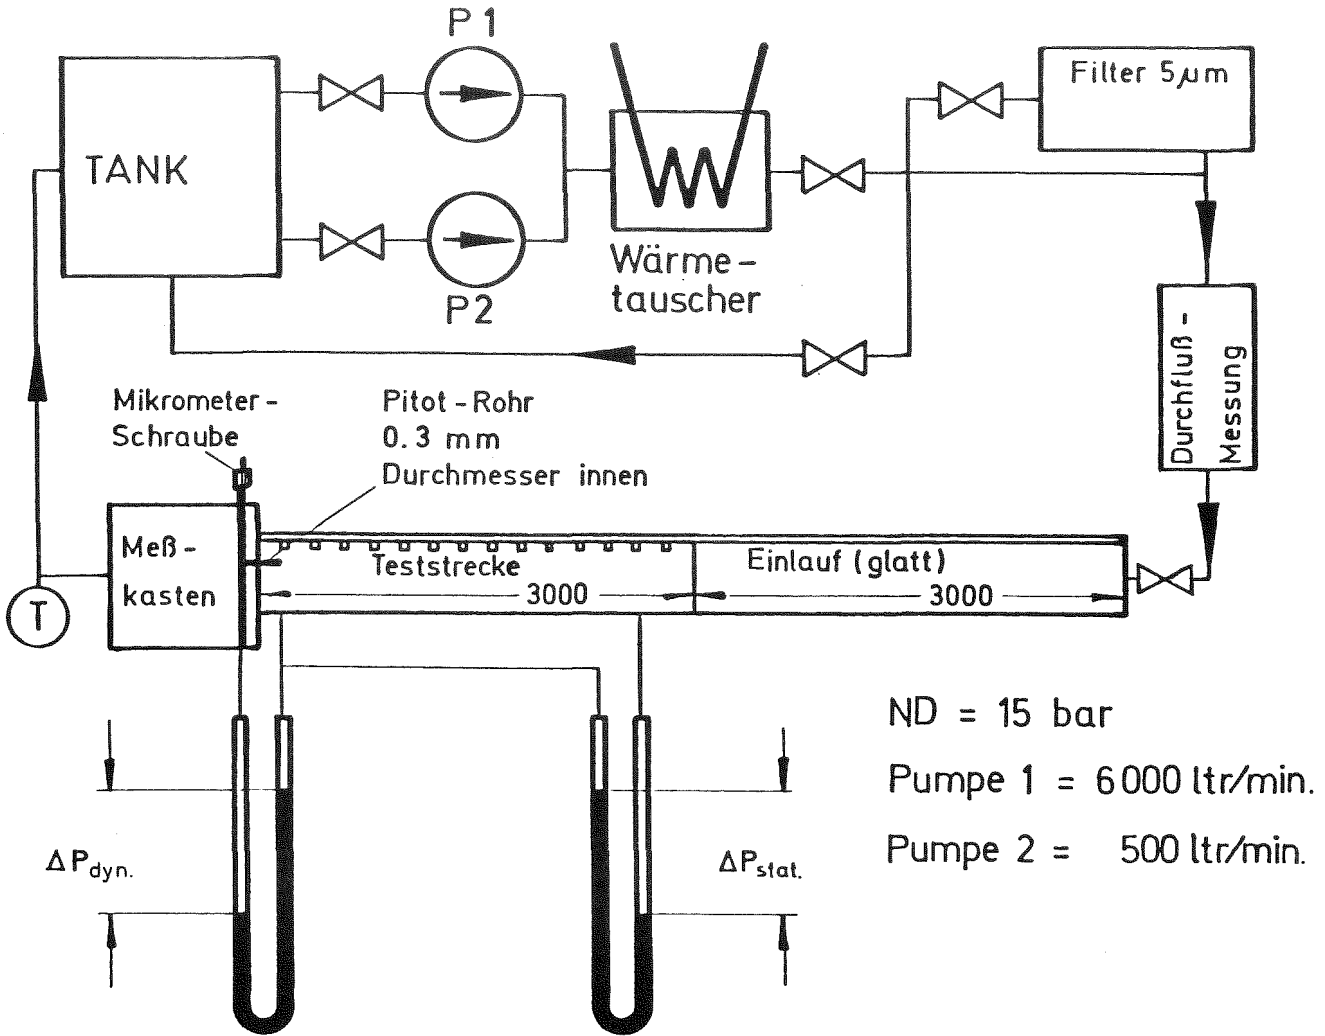 P1
Filter 5µm
TANK
P2
Wärme-
tauscher
Durchfluß-
Messung
Mikrometer-
Schraube
Pitot-Rohr
0.3 mm
Durchmesser innen
Meß-
kasten
Teststrecke
3000
Einlauf (glatt)
3000
T
ΔPdyn.
ΔPstat.
ND = 15 bar
Pumpe 1 = 6000 ltr/min.
Pumpe 2 = 500 ltr/min.